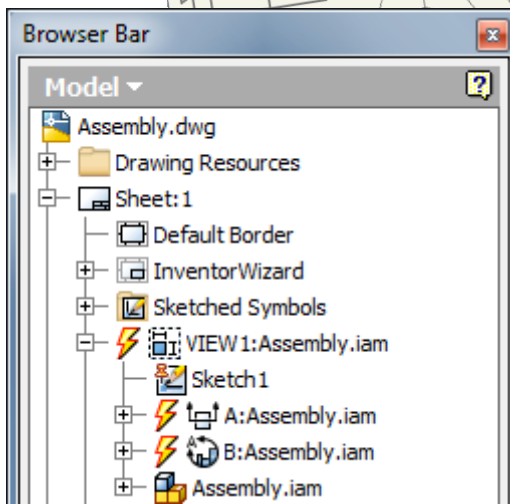 Browser Bar
Model
Assembly.dwg
Drawing Resources
Sheet:1
Default Border
InventorWizard
Sketched Symbols
VIEW1:Assembly.iam
Sketch1
A:Assembly.iam
B:Assembly.iam
Assembly.iam